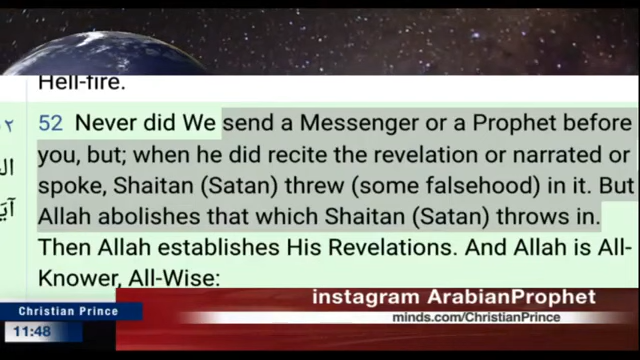 Hell-fire.
52 Never did We send a Messenger or a Prophet before
you, but; when he did recite the revelation or narrated or
spoke, Shaitan (Satan) threw (some falsehood) in it. But
Allah abolishes that which Shaitan (Satan) throws in.
Then Allah establishes His Revelations. And Allah is All-
Knower, All-Wise:
instagram ArabianProphet
Christian Prince
minds.com/ChristianPrince
11:48